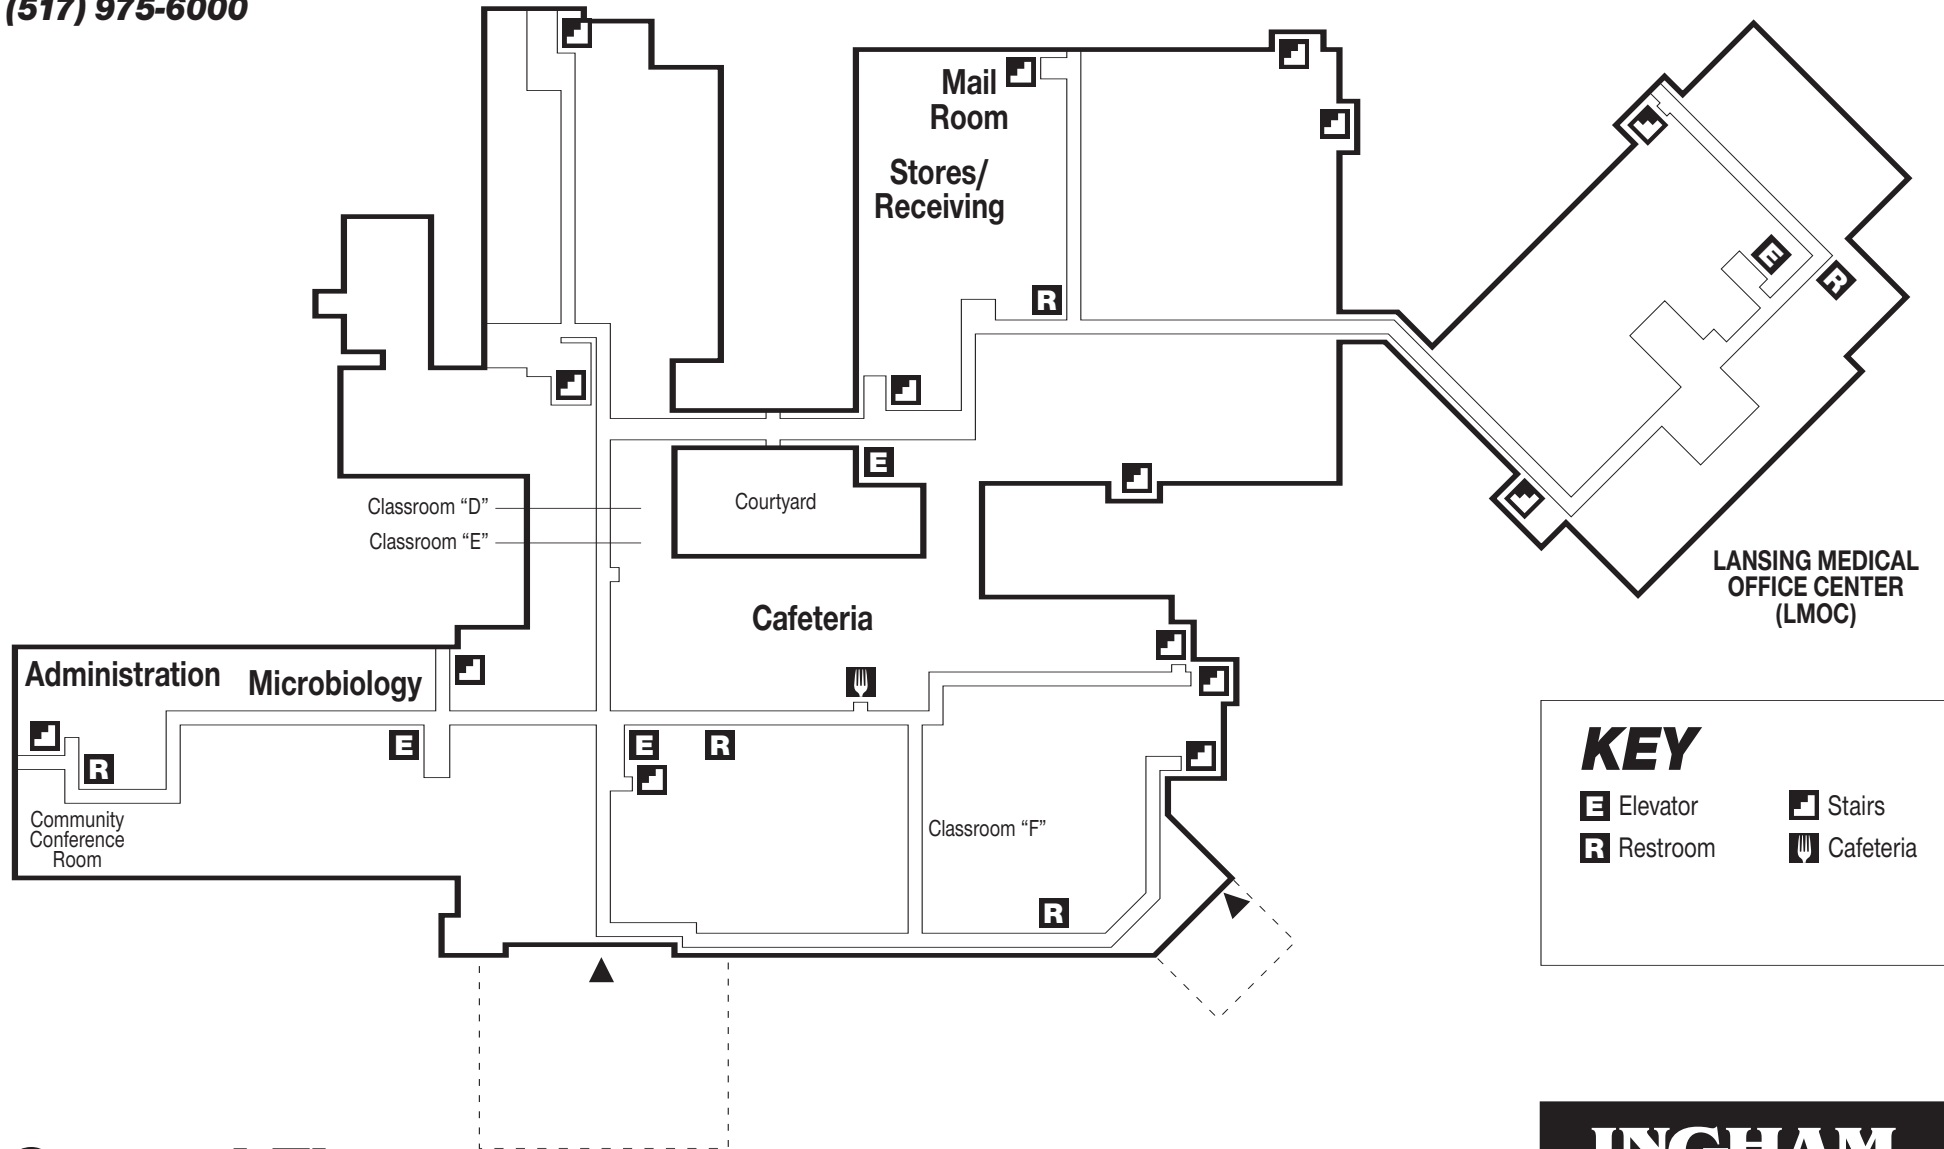 (517) 975-6000
Mail
Room
Stores/
Receiving
R
E
R
E
Courtyard
Classroom “D”
Classroom “E”
LANSING MEDICAL
OFFICE CENTER
(LMOC)
Cafeteria
Administration
Microbiology
R
E
E
R
Community
Conference
Room
Classroom “F”
R
KEY
E Elevator
Stairs
R Restroom
Cafeteria
INGHAM